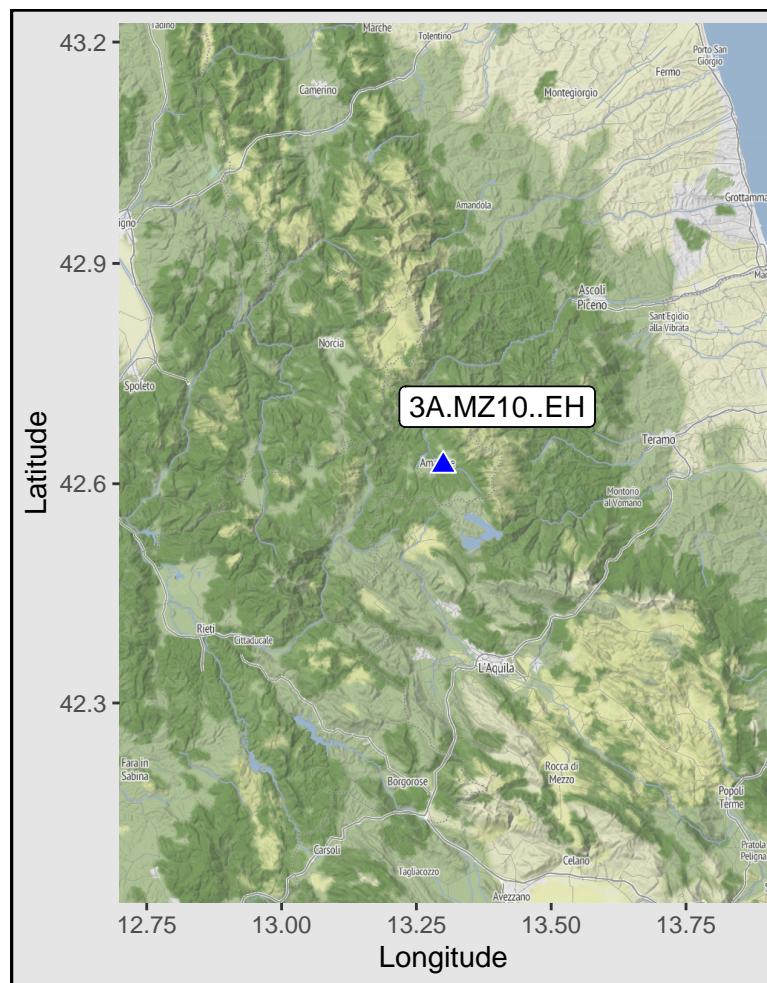 43.2
42.9
42.6
42.3
Latitude
12.75
13.00
13.25
13.50
13.75
Longitude
3A.MZ10..EH
Marche
Tolentino
Camerino
Porto San
Giorgio
Fermo
Montegiorgio
Amandola
Grottamma
Ascoli
Piceno
Sant'Egidio
alla Vibrata
Norcia
Spoleto
Teramo
Montorio
al Vomano
Rieti
Cittaducale
L'Aquila
Fara in
Sabina
Borgorose
Rocca di
Mezzo
Popoli
Terme
Carsoli
Tagliacozzo
Celano
Pratola
Peligna
Avezzano